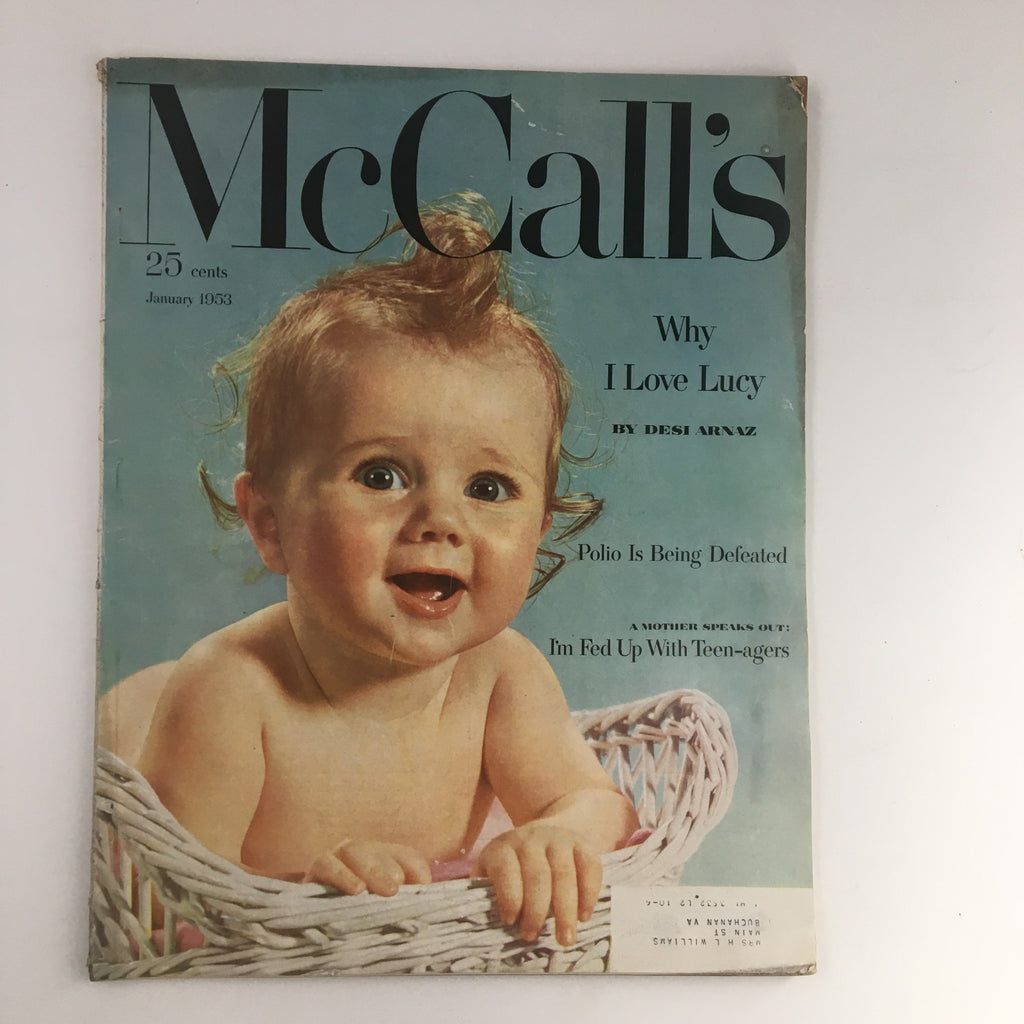 McCall's
25 cents
January 1953
Why
I Love Lucy
BY DESI ARNAZ
Polio Is Being Defeated
A MOTHER SPEAKS OUT:
I'm Fed Up With Teen-agers
MRS H L WILLIAMS
MAIN ST
BUCHANAN VA